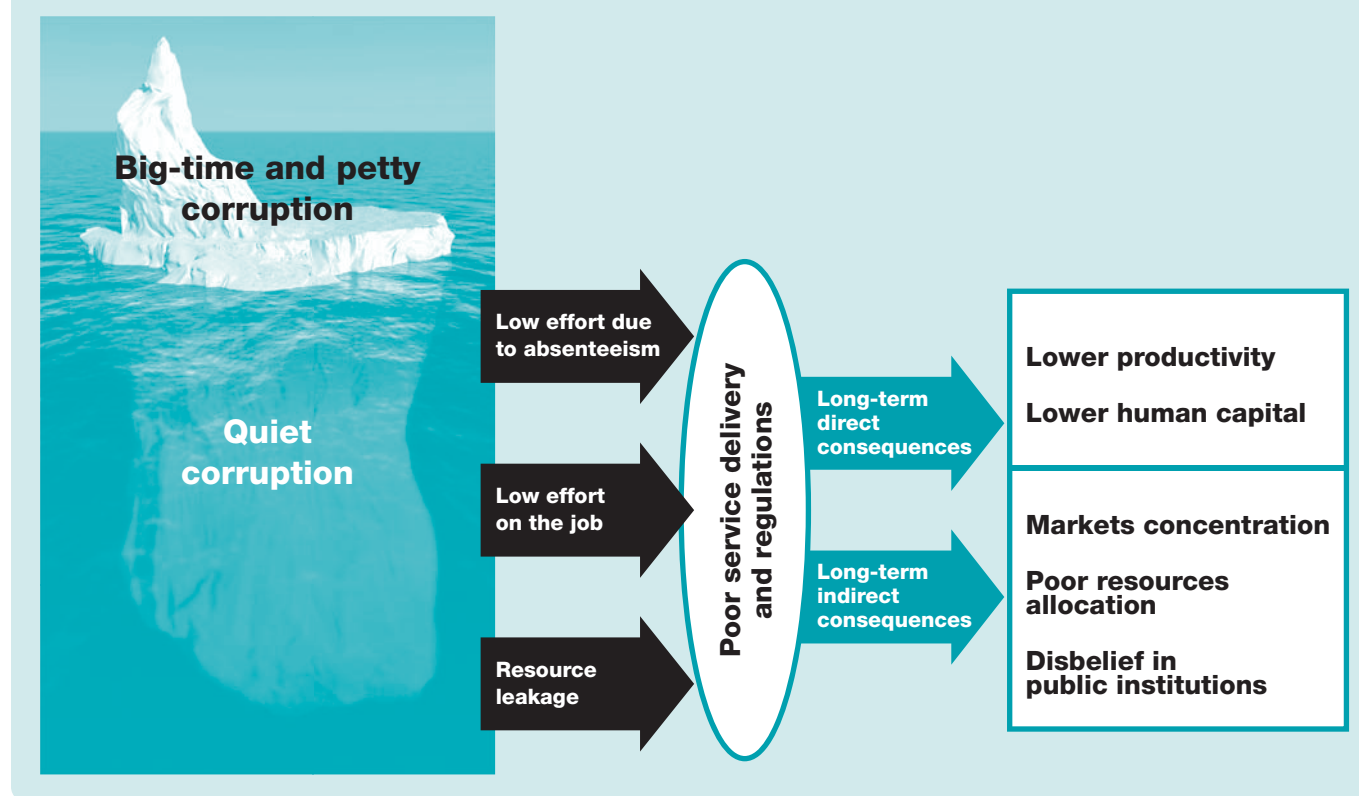 Big-time and petty
corruption
Quiet
corruption
Low effort due
to absenteeism
Low effort
on the job
Resource
leakage
Poor service delivery
and regulations
Long-term
direct
consequences
Long-term
indirect
consequences
Lower productivity
Lower human capital
Markets concentration
Poor resources
allocation
Disbelief in
public institutions